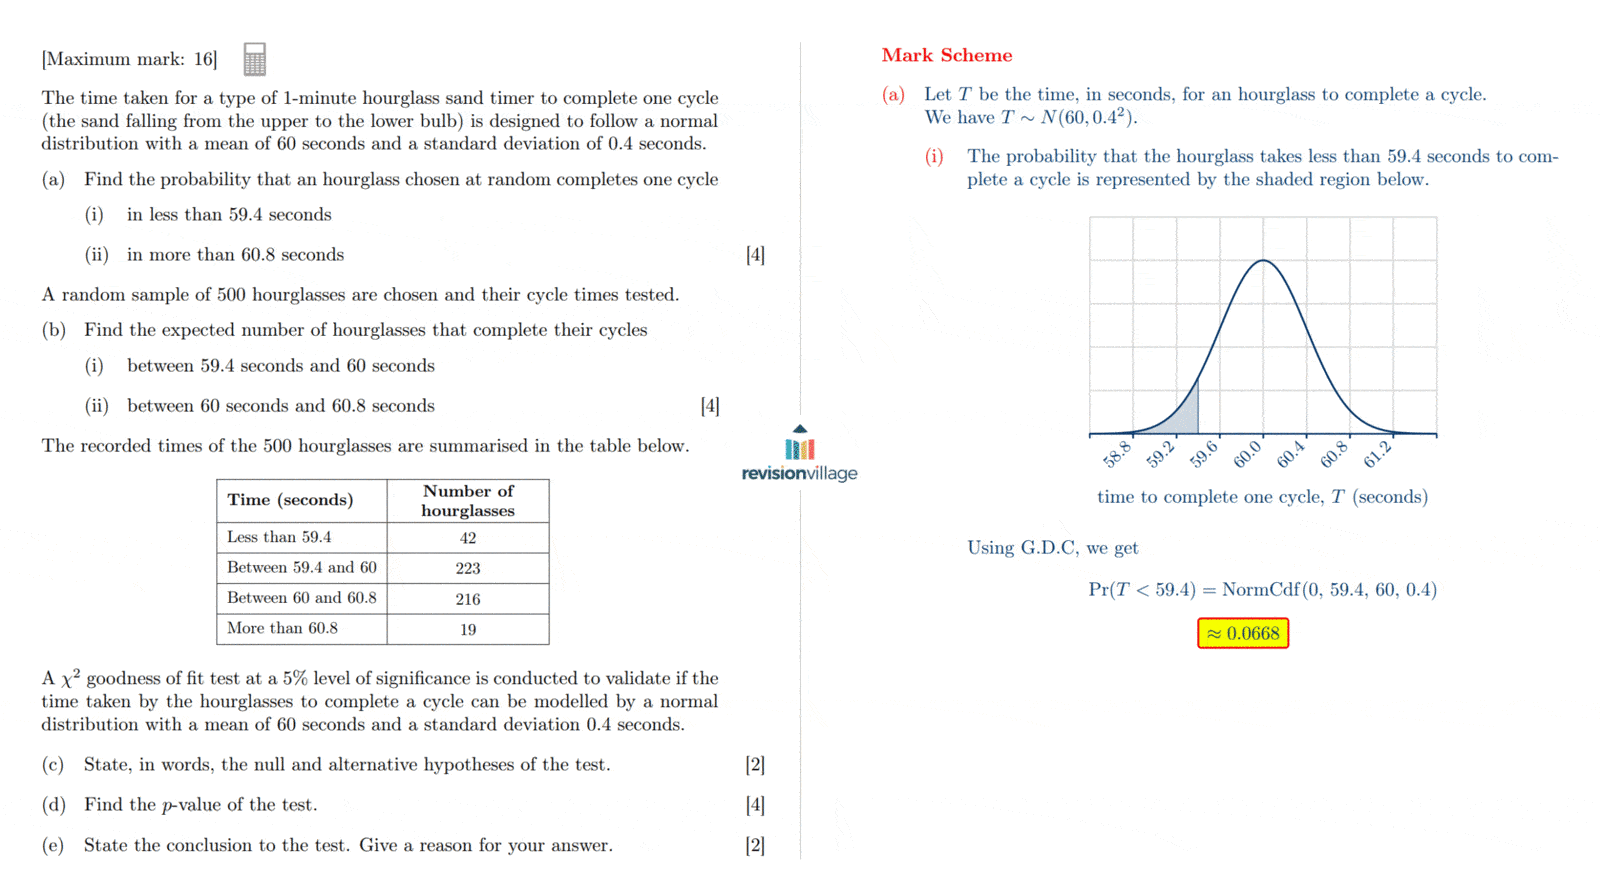 [Maximum mark: 16]
The time taken for a type of 1-minute hourglass sand timer to complete one cycle
(the sand falling from the upper to the lower bulb) is designed to follow a normal
distribution with a mean of 60 seconds and a standard deviation of 0.4 seconds.
(a) Find the probability that an hourglass chosen at random completes one cycle
(i) in less than 59.4 seconds
(ii) in more than 60.8 seconds [4]
A random sample of 500 hourglasses are chosen and their cycle times tested.
(b) Find the expected number of hourglasses that complete their cycles
(i) between 59.4 seconds and 60 seconds
(ii) between 60 seconds and 60.8 seconds [4]
The recorded times of the 500 hourglasses are summarised in the table below.
Time (seconds) Number of hourglasses
Less than 59.4 42
Between 59.4 and 60 223
Between 60 and 60.8 216
More than 60.8 19
A χ² goodness of fit test at a 5% level of significance is conducted to validate if the
time taken by the hourglasses to complete a cycle can be modelled by a normal
distribution with a mean of 60 seconds and a standard deviation 0.4 seconds.
(c) State, in words, the null and alternative hypotheses of the test. [2]
(d) Find the p-value of the test. [4]
(e) State the conclusion to the test. Give a reason for your answer. [2]
revisionvillage
Mark Scheme
(a) Let T be the time, in seconds, for an hourglass to complete a cycle.
We have T ∼ N(60, 0.4²).
(i) The probability that the hourglass takes less than 59.4 seconds to com-
plete a cycle is represented by the shaded region below.
58.8 59.2 59.6 60.0 60.4 60.8 61.2
time to complete one cycle, T (seconds)
Using G.D.C, we get
Pr(T < 59.4) = NormCdf(0, 59.4, 60, 0.4)
≈ 0.0668